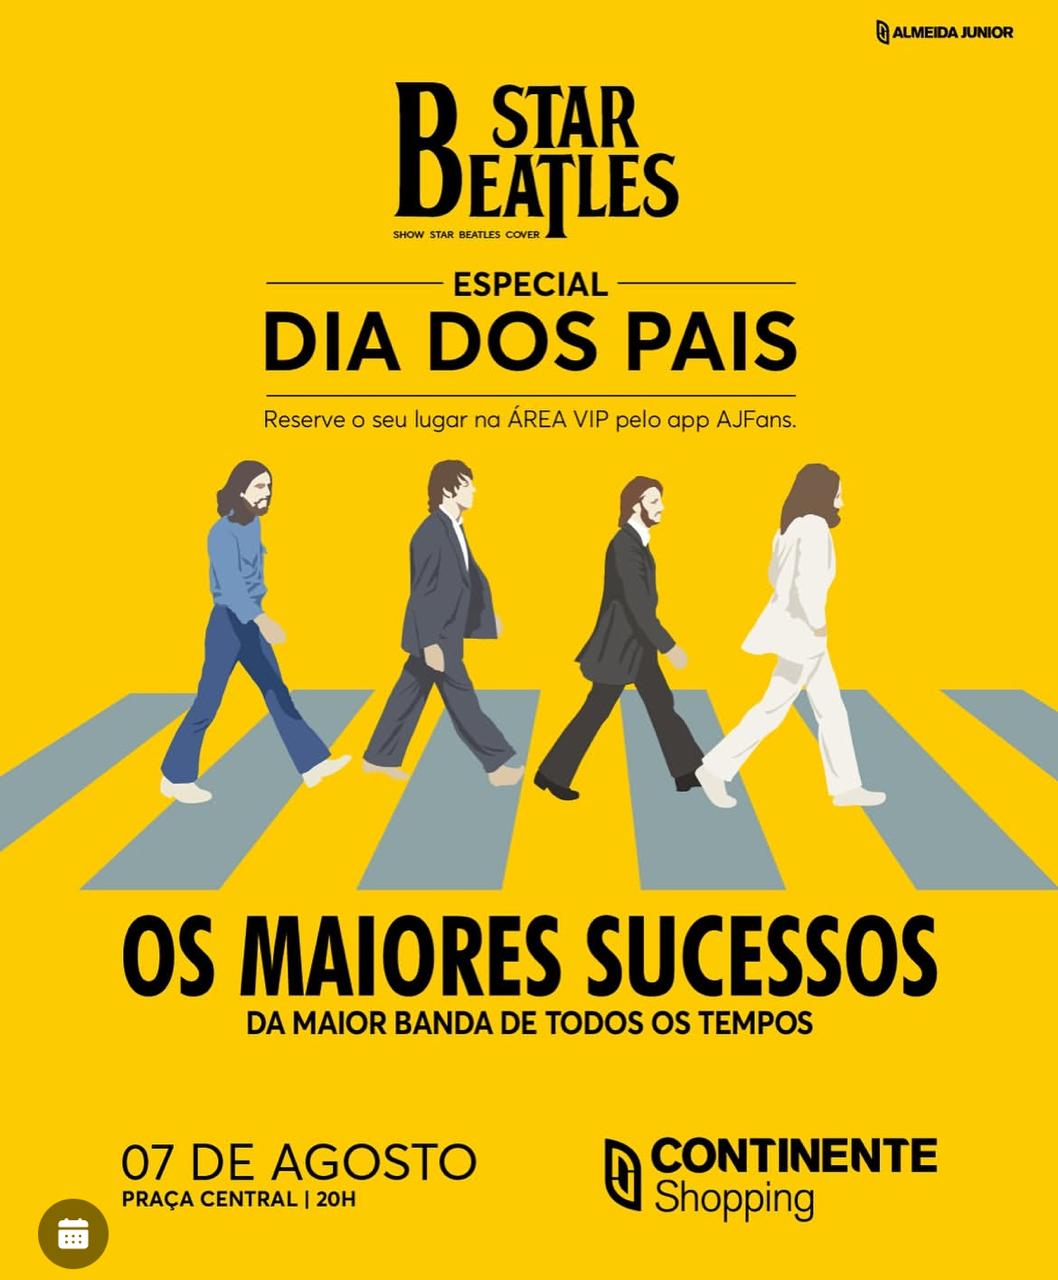 ALMEIDA JUNIOR
STAR
BEATLES
SHOW STAR BEATLES COVER
ESPECIAL
DIA DOS PAIS
Reserve o seu lugar na ÁREA VIP pelo app AJFans.
OS MAIORES SUCESSOS
DA MAIOR BANDA DE TODOS OS TEMPOS
07 DE AGOSTO
PRAÇA CENTRAL | 20H
CONTINENTE
Shopping